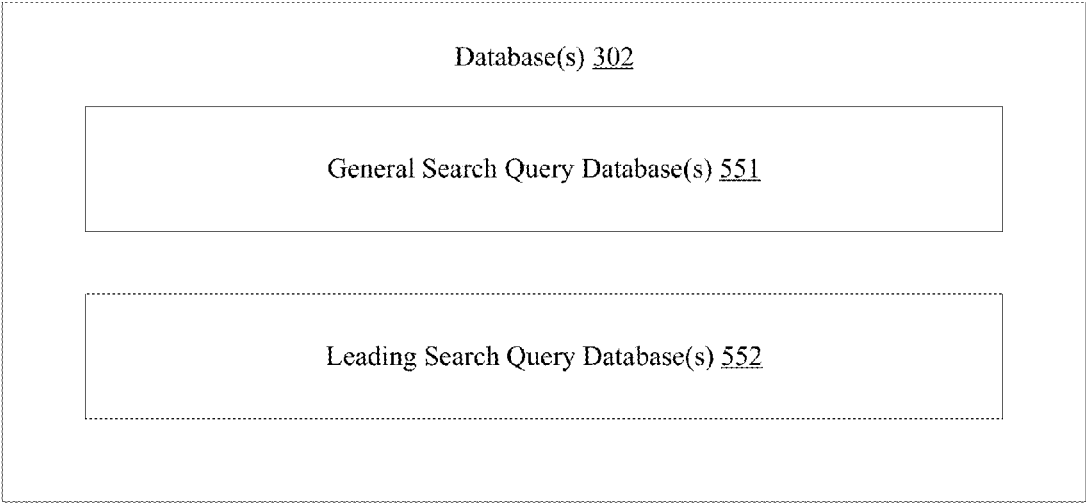 Database(s) 302
General Search Query Database(s) 551
Leading Search Query Database(s) 552